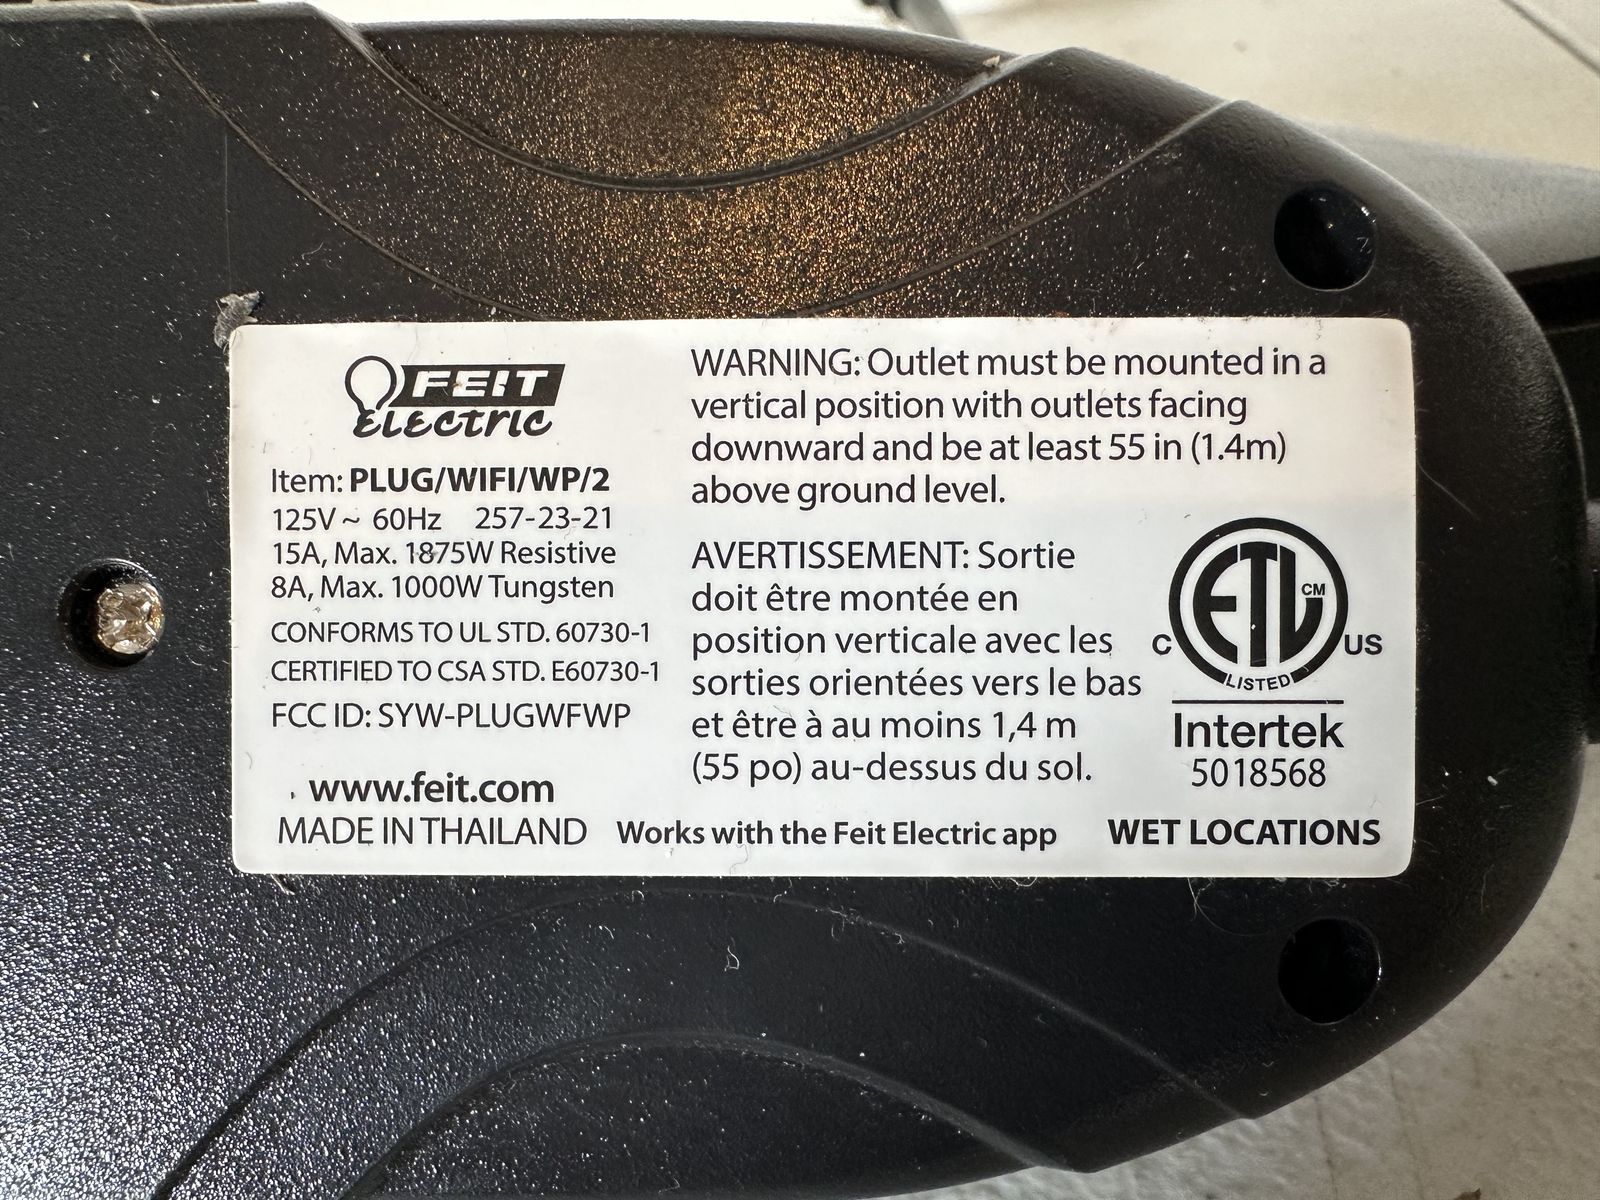 FEIT
ELECTRIC
Item: PLUG/WIFI/WP/2
125V ~ 60Hz 257-23-21
15A, Max. 1875W Resistive
8A, Max. 1000W Tungsten
CONFORMS TO UL STD. 60730-1
CERTIFIED TO CSA STD. E60730-1
FCC ID: SYW-PLUGWFWP
www.feit.com
MADE IN THAILAND
WARNING: Outlet must be mounted in a
vertical position with outlets facing
downward and be at least 55 in (1.4m)
above ground level.
AVERTISSEMENT: Sortie
doit être montée en
position verticale avec les
sorties orientées vers le bas
et être à au moins 1,4 m
(55 po) au-dessus du sol.
Works with the Feit Electric app
ETL CM
C US
LISTED
Intertek
5018568
WET LOCATIONS